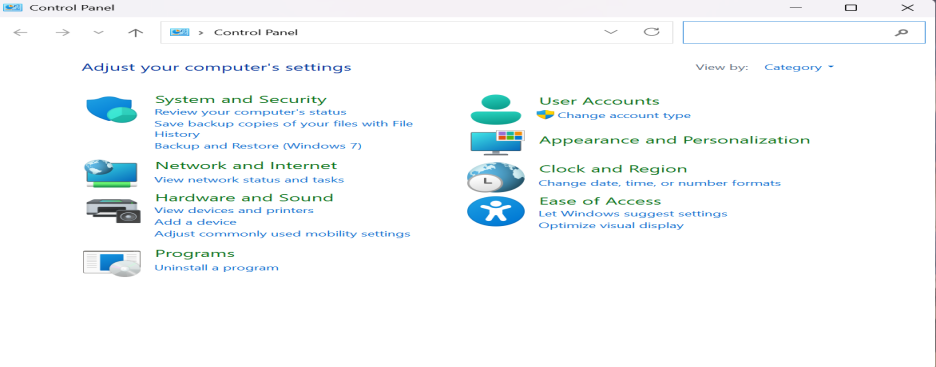 Control Panel
Control Panel
Adjust your computer's settings
View by: Category
System and Security
Review your computer's status
Save backup copies of your files with File
History
Backup and Restore (Windows 7)
Network and Internet
View network status and tasks
Hardware and Sound
View devices and printers
Add a device
Adjust commonly used mobility settings
Programs
Uninstall a program
User Accounts
Change account type
Appearance and Personalization
Clock and Region
Change date, time, or number formats
Ease of Access
Let Windows suggest settings
Optimize visual display